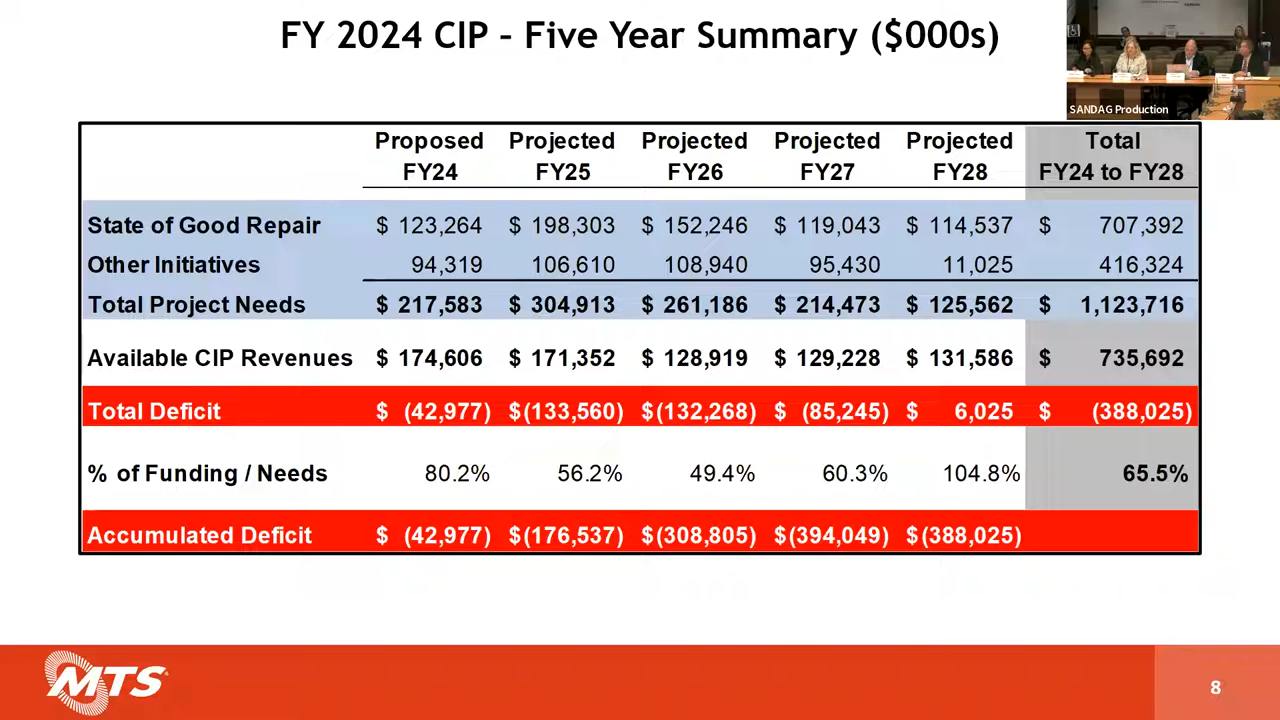 FY 2024 CIP – Five Year Summary ($000s)
SANDAG Production
Proposed Projected Projected Projected Projected Total
FY24 FY25 FY26 FY27 FY28 FY24 to FY28
State of Good Repair $ 123,264 $ 198,303 $ 152,246 $ 119,043 $ 114,537 $ 707,392
Other Initiatives 94,319 106,610 108,940 95,430 11,025 416,324
Total Project Needs $ 217,583 $ 304,913 $ 261,186 $ 214,473 $ 125,562 $ 1,123,716
Available CIP Revenues $ 174,606 $ 171,352 $ 128,919 $ 129,228 $ 131,586 $ 735,692
Total Deficit $ (42,977) $(133,560) $(132,268) $ (85,245) $ 6,025 $ (388,025)
% of Funding / Needs 80.2% 56.2% 49.4% 60.3% 104.8% 65.5%
Accumulated Deficit $ (42,977) $(176,537) $(308,805) $(394,049) $(388,025)
MTS
8